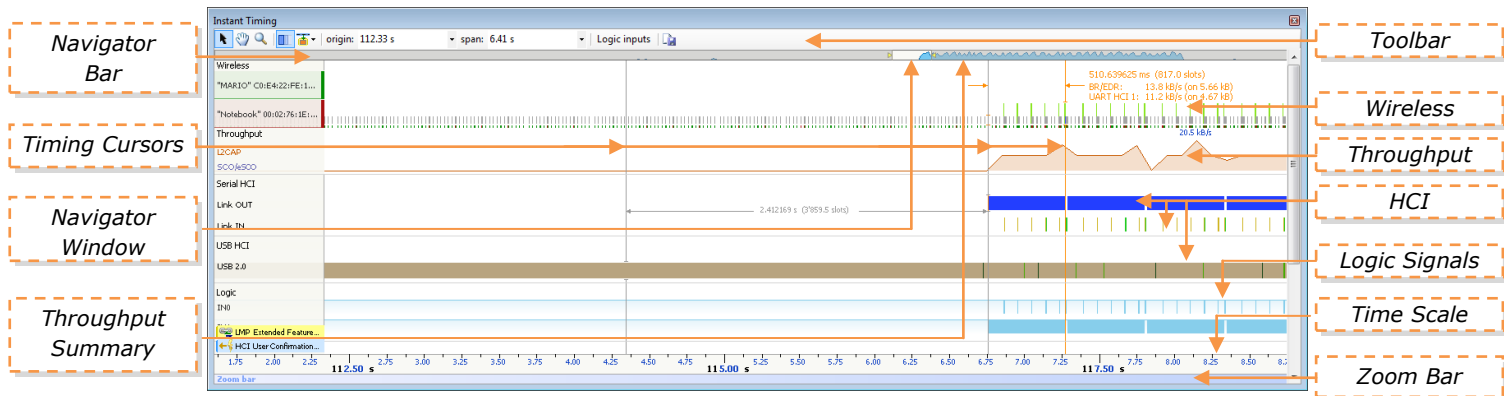 Instant Timing
origin: 112.33 s span: 6.41 s Logic inputs
Navigator
Bar
Timing Cursors
Navigator
Window
Throughput
Summary
Wireless
"MARIO" C0:E4:22:FE:1...
"Notebook" 00:02:76:1E:...
Throughput
L2CAP
SCO/eSCO
Serial HCI
Link OUT
Link IN
USB HCI
USB 2.0
Logic
IN0
LMP Extended Feature...
HCI User Confirmation...
510.639625 ms (817.0 slots)
BR/EDR: 13.8 kB/s (on 5.66 kB)
UART HCI 1: 11.2 kB/s (on 4.67 kB)
20.5 kB/s
2.412169 s (3'859.5 slots)
1.75 2.00 2.25 112.50 s 2.75 3.00 3.25 3.50 3.75 4.00 4.25 4.50 4.75 115.00 s 5.25 5.50 5.75 6.00 6.25 6.50 6.75 7.00 7.25 117.50 s 7.75 8.00 8.25 8.50
Zoom bar
Toolbar
Wireless
Throughput
HCI
Logic Signals
Time Scale
Zoom Bar